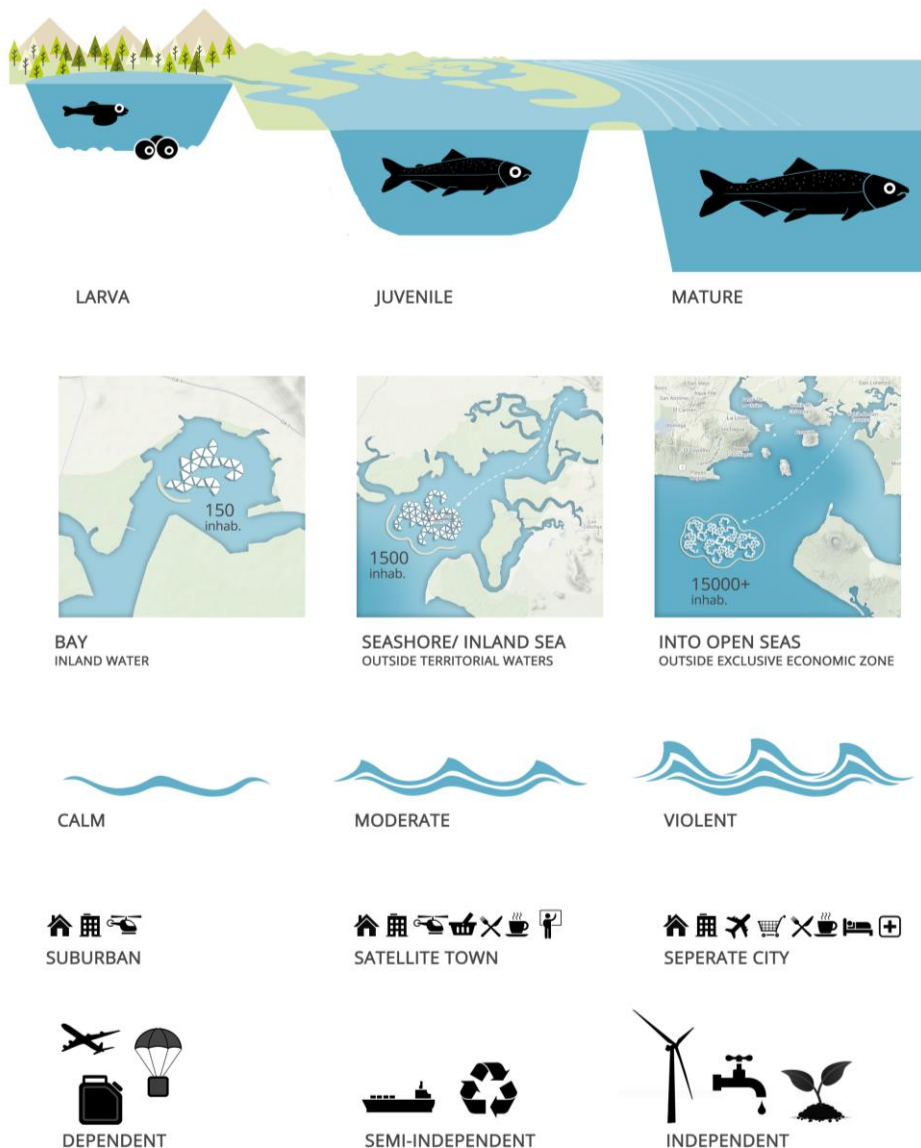 LARVA
JUVENILE
MATURE
150
inhab.
1500
inhab.
15000+
inhab.
BAY
INLAND WATER
SEASHORE/ INLAND SEA
OUTSIDE TERRITORIAL WATERS
INTO OPEN SEAS
OUTSIDE EXCLUSIVE ECONOMIC ZONE
CALM
MODERATE
VIOLENT
SUBURBAN
SATELLITE TOWN
SEPERATE CITY
DEPENDENT
SEMI-INDEPENDENT
INDEPENDENT